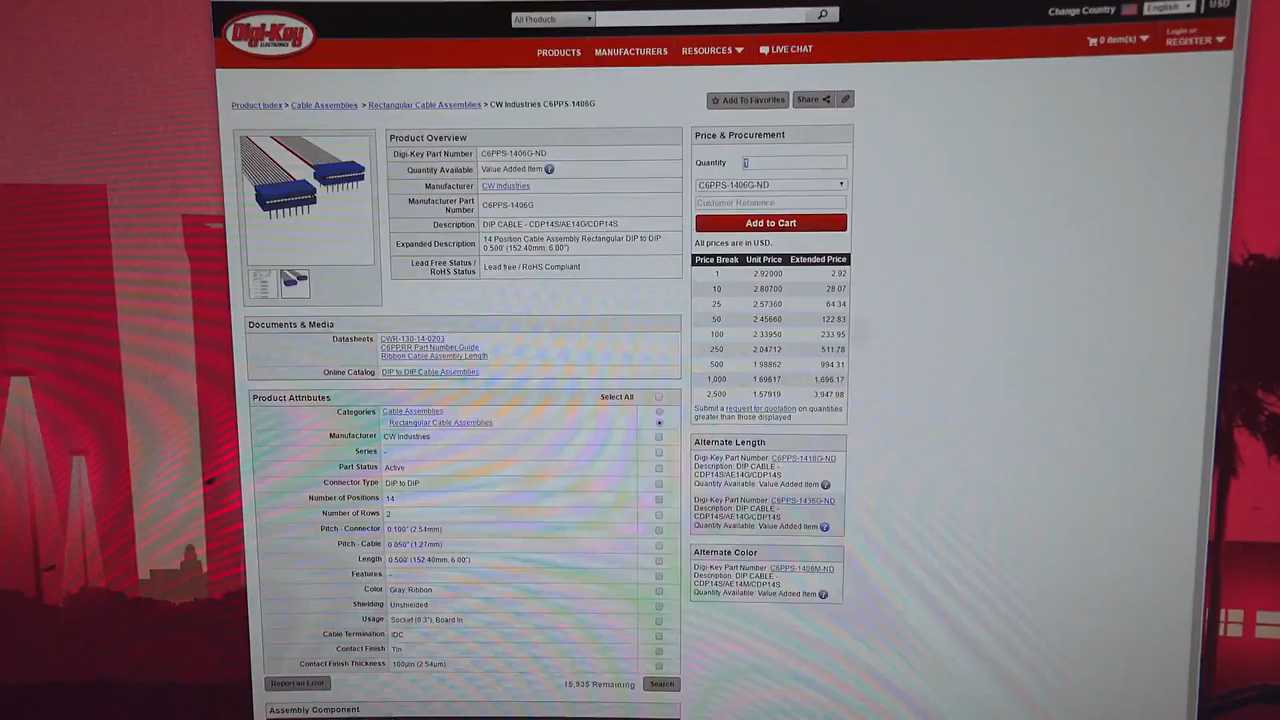 All Products
Change Country English USD
Digi-Key
ELECTRONICS
PRODUCTS MANUFACTURERS RESOURCES LIVE CHAT
0 item(s)
Login or
REGISTER
Product Index > Cable Assemblies > Rectangular Cable Assemblies > CW Industries C6PPS-1406G
Add To Favorites Share
Product Overview
Digi-Key Part Number C6PPS-1406G-ND
Quantity Available Value Added Item
Manufacturer CW Industries
Manufacturer Part
Number C6PPS-1406G
Description DIP CABLE - CDP14S/AE14G/CDP14S
Expanded Description 14 Position Cable Assembly Rectangular DIP to DIP
0.500' (152.40mm, 6.00")
Lead Free Status /
RoHS Status Lead free / RoHS Compliant
Price & Procurement
Quantity
C6PPS-1406G-ND
Customer Reference
Add to Cart
All prices are in USD.
Price Break Unit Price Extended Price
1 2.92000 2.92
10 2.80700 28.07
25 2.57360 64.34
50 2.45660 122.83
100 2.33950 233.95
250 2.04712 511.78
500 1.98862 994.31
1,000 1.69617 1,696.17
2,500 1.57919 3,947.98
Submit a request for quotation on quantities
greater than those displayed
Documents & Media
Datasheets CWR-130-14-0203
C6PPRR Part Number Guide
Ribbon Cable Assembly Length
Online Catalog DIP to DIP Cable Assemblies
Product Attributes Select All
Categories Cable Assemblies
Rectangular Cable Assemblies
Manufacturer CW Industries
Series -
Part Status Active
Connector Type DIP to DIP
Number of Positions 14
Number of Rows 2
Pitch - Connector 0.100" (2.54mm)
Pitch - Cable 0.050" (1.27mm)
Length 0.500' (152.40mm, 6.00")
Features -
Color Gray, Ribbon
Shielding Unshielded
Usage Socket (0.3"), Board In
Cable Termination IDC
Contact Finish Tin
Contact Finish Thickness 100µin (2.54µm)
Report an Error 15,935 Remaining Search
Assembly Component
Alternate Length
Digi-Key Part Number: C6PPS-1418G-ND
Description: DIP CABLE -
CDP14S/AE14G/CDP14S
Quantity Available: Value Added Item
Digi-Key Part Number: C6PPS-1436G-ND
Description: DIP CABLE -
CDP14S/AE14G/CDP14S
Quantity Available: Value Added Item
Alternate Color
Digi-Key Part Number: C6PPS-1406M-ND
Description: DIP CABLE -
CDP14S/AE14M/CDP14S
Quantity Available: Value Added Item